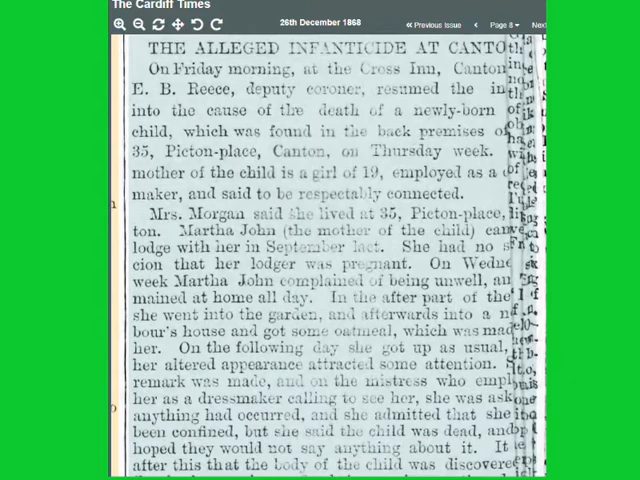 The Cardiff Times
26th December 1868
Previous Issue
Page 8
Next
THE ALLEGED INFANTICIDE AT CANTO
On Friday morning, at the Cross Inn, Canton
E. B. Reece, deputy coroner, resumed the in
into the cause of the death of a newly-born
child, which was found in the back premises of
35, Picton-place, Canton, on Thursday week.
mother of the child is a girl of 19, employed as a
maker, and said to be respectably connected.
Mrs. Morgan said she lived at 35, Picton-place,
ton. Martha John (the mother of the child) came
lodge with her in September last. She had no s
cion that her lodger was pregnant. On Wedne
week Martha John complained of being unwell, an
mained at home all day. In the after part of the
she went into the garden, and afterwards into a n
bour's house and got some oatmeal, which was mad
her. On the following day she got up as usual,
her altered appearance attracted some attention.
remark was made, and on the mistress who empl
her as a dressmaker calling to see her, she was ask
anything had occurred, and she admitted that she
been confined, but she said the child was dead, and
hoped they would not say anything about it. It
after this that the body of the child was discovere